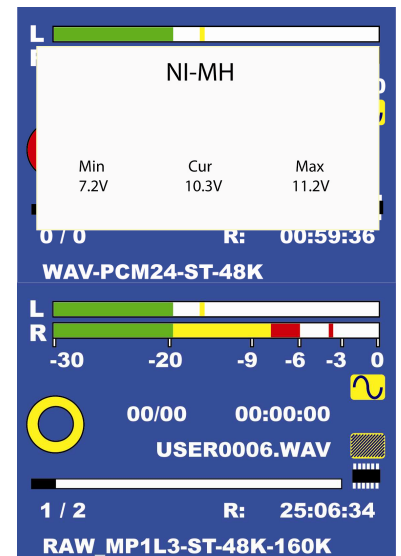 L
NI-MH
Min Cur Max
7.2V 10.3V 11.2V
0 / 0 R: 00:59:36
WAV-PCM24-ST-48K
L
R
-30 -20 -9 -6 -3 0
00/00 00:00:00
USER0006.WAV
1 / 2 R: 25:06:34
RAW_MP1L3-ST-48K-160K